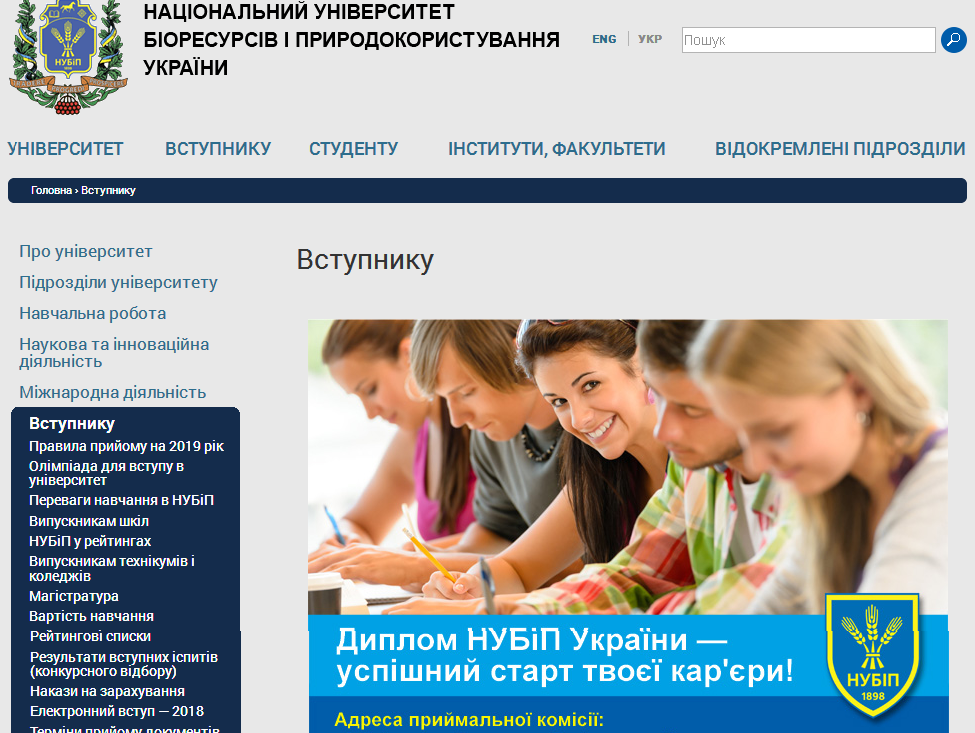 НАЦІОНАЛЬНИЙ УНІВЕРСИТЕТ
БІОРЕСУРСІВ І ПРИРОДОКОРИСТУВАННЯ
УКРАЇНИ
ENG УКР
Пошук
НУБіП
УНІВЕРСИТЕТ ВСТУПНИКУ СТУДЕНТУ ІНСТИТУТИ, ФАКУЛЬТЕТИ ВІДОКРЕМЛЕНІ ПІДРОЗДІЛИ
Головна › Вступнику
Про університет
Підрозділи університету
Навчальна робота
Наукова та інноваційна
діяльність
Міжнародна діяльність
Вступнику
Правила прийому на 2019 рік
Олімпіада для вступу в
університет
Переваги навчання в НУБіП
Випускникам шкіл
НУБіП у рейтингах
Випускникам технікумів і
коледжів
Магістратура
Вартість навчання
Рейтингові списки
Результати вступних іспитів
(конкурсного відбору)
Накази на зарахування
Електронний вступ — 2018
Терміни прийому документів
Вступнику
Диплом НУБіП України —
успішний старт твоєї кар'єри!
НУБІП
1898
Адреса приймальної комісії: